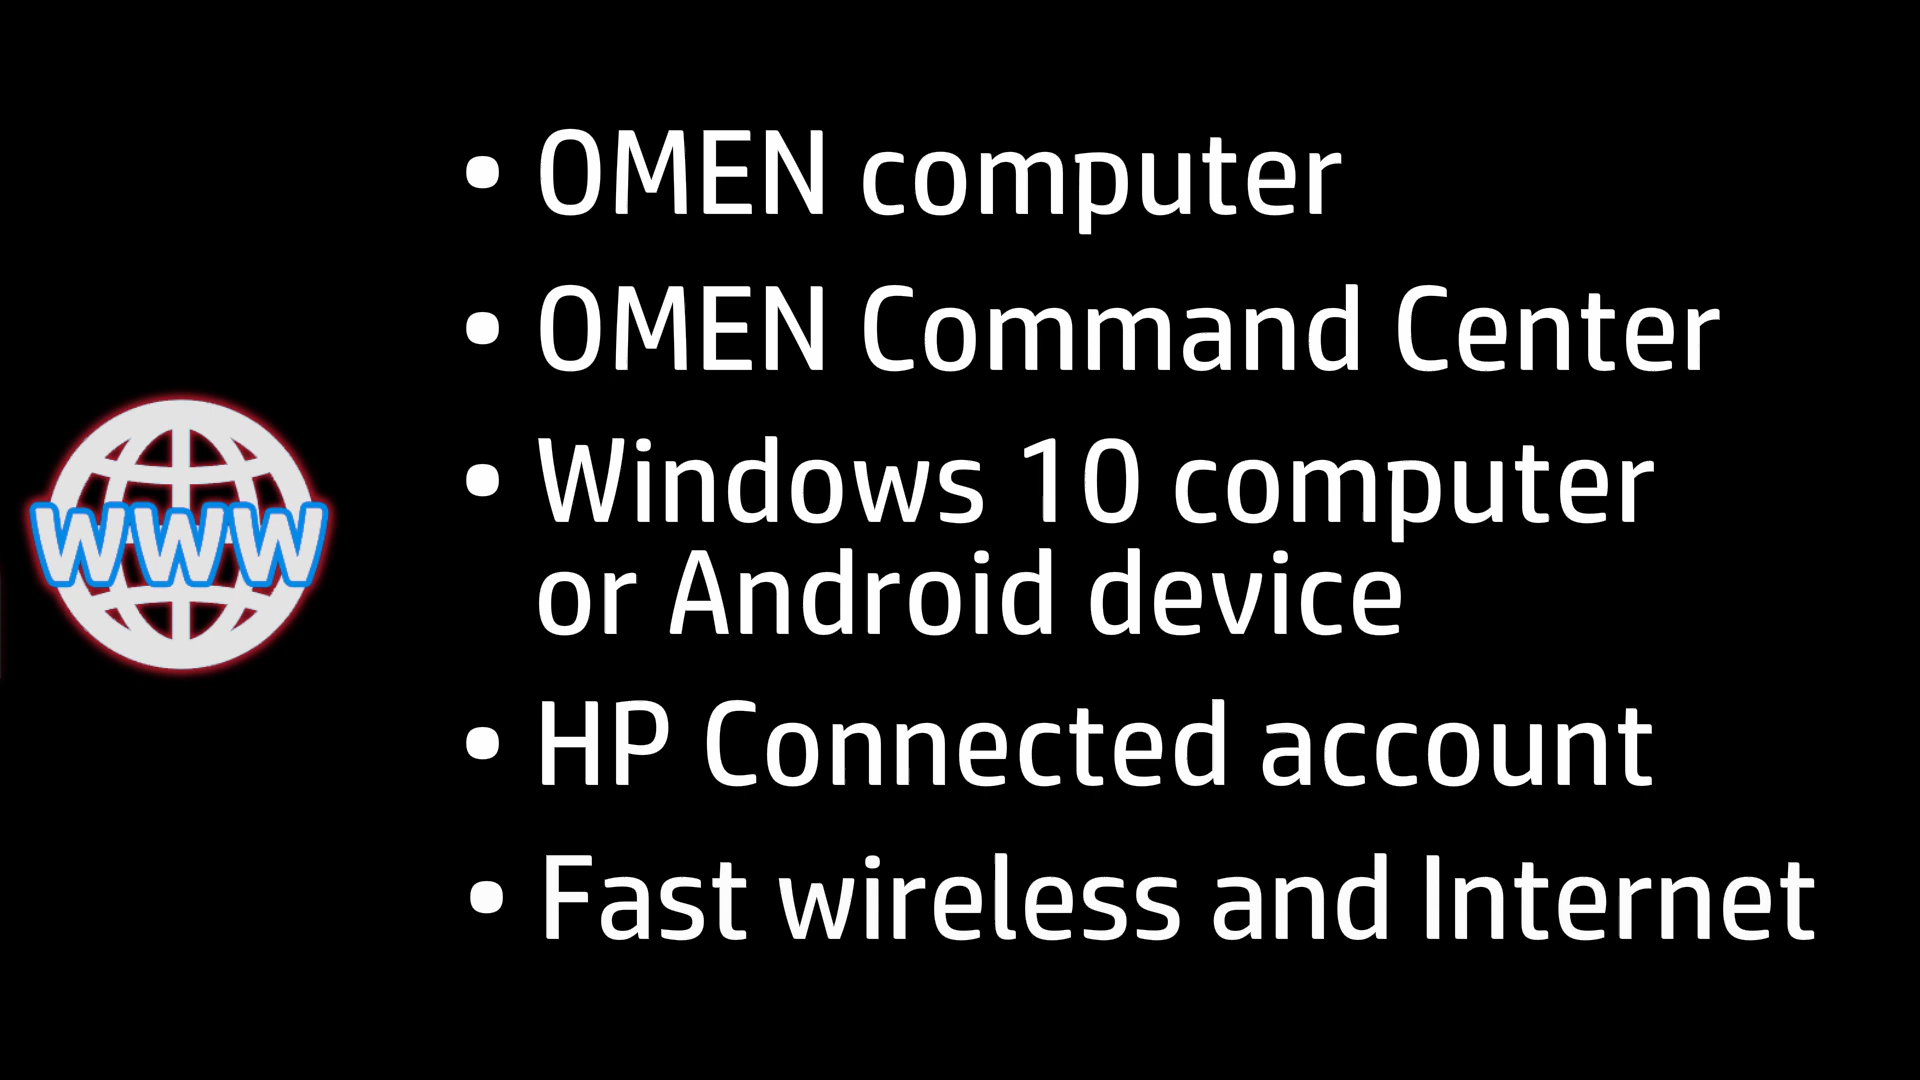 • OMEN computer
• OMEN Command Center
• Windows 10 computer
or Android device
www
• HP Connected account
• Fast wireless and Internet